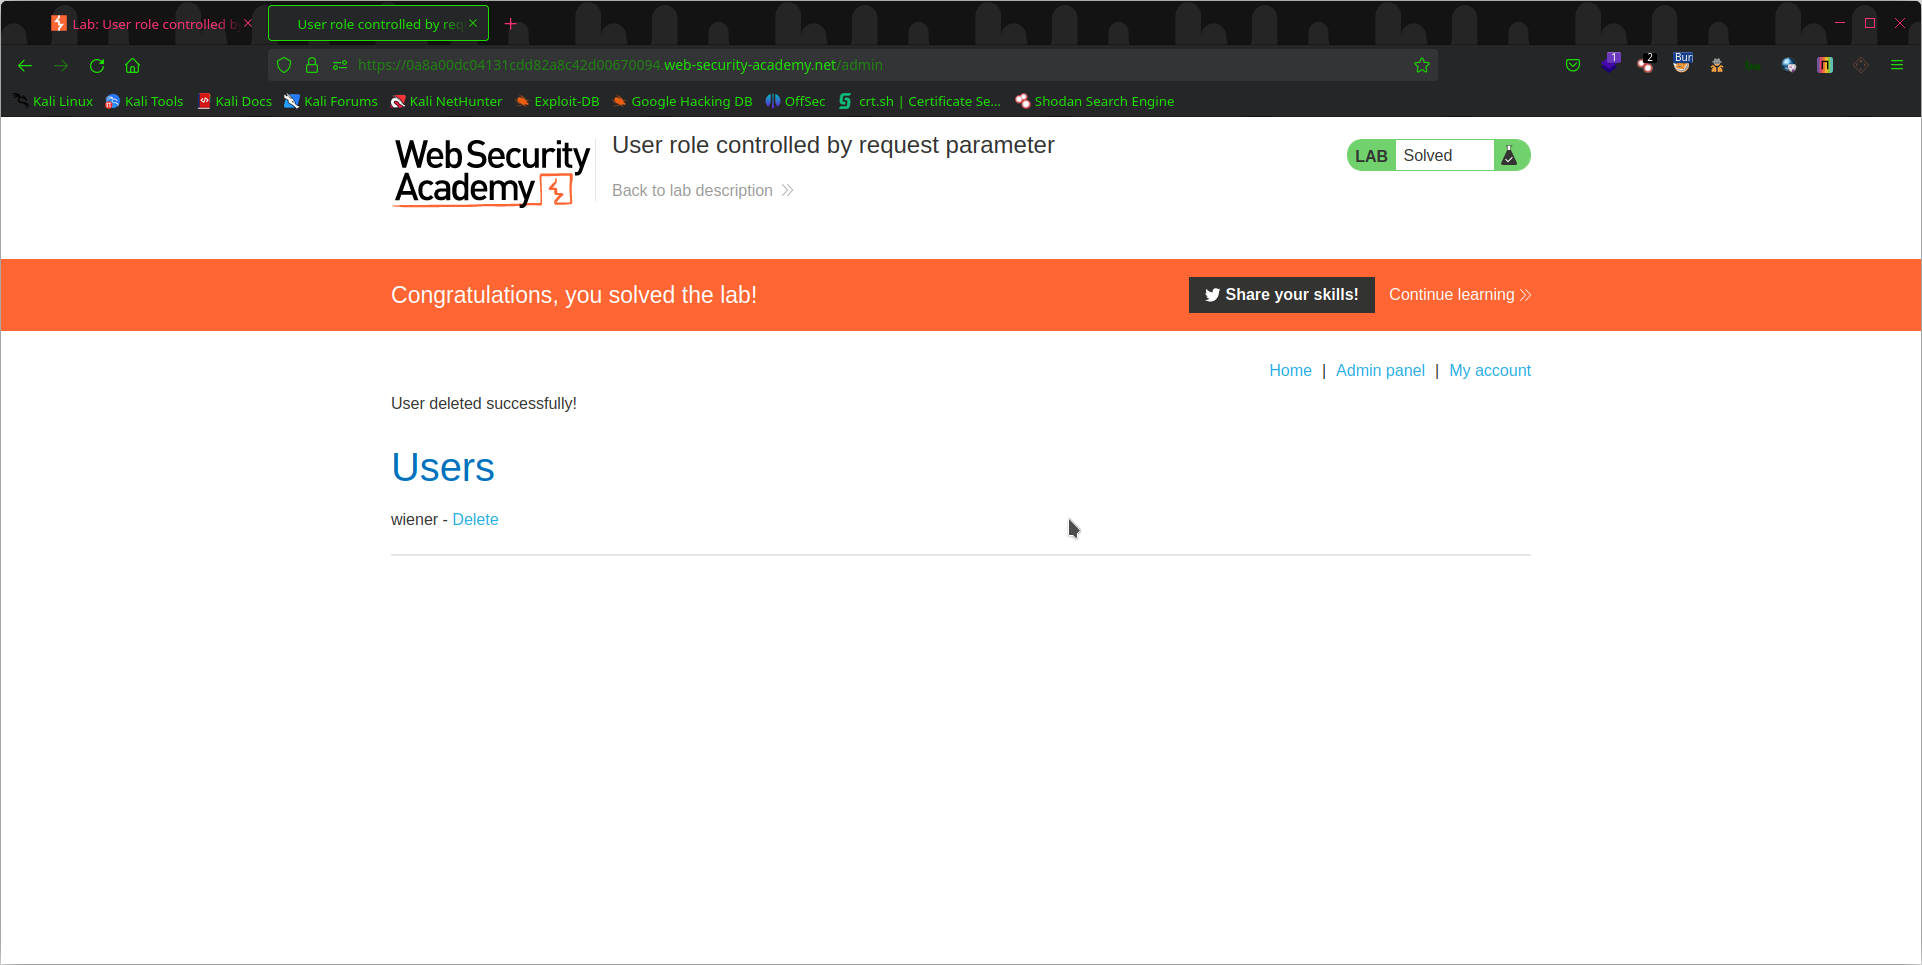 Lab: User role controlled b
User role controlled by req
https://0a8a00dc04131cdd82a8c42d00670094.web-security-academy.net/admin
1
2
Bur
Kali Linux Kali Tools Kali Docs Kali Forums Kali NetHunter Exploit-DB Google Hacking DB OffSec crt.sh | Certificate Se... Shodan Search Engine
Web Security
Academy
User role controlled by request parameter
Back to lab description
LAB Solved
Congratulations, you solved the lab!
Share your skills!
Continue learning
Home | Admin panel | My account
User deleted successfully!
Users
wiener - Delete